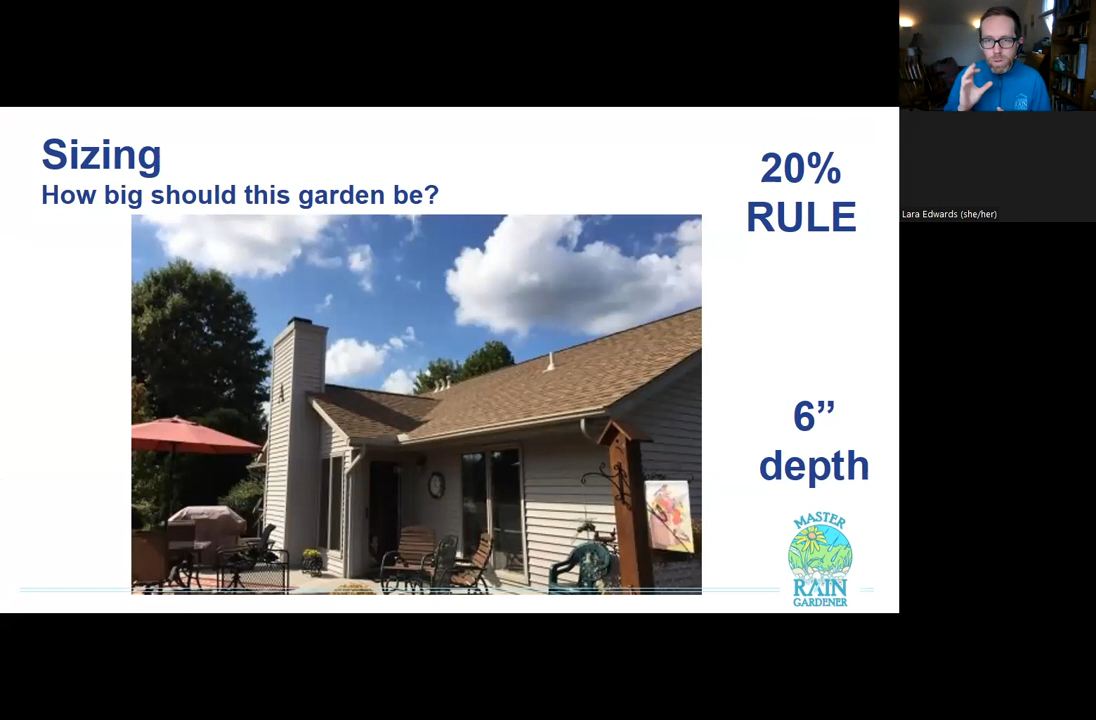 Sizing
How big should this garden be?
20%
RULE
6”
depth
MASTER
RAIN
GARDENER
Lara Edwards (she/her)